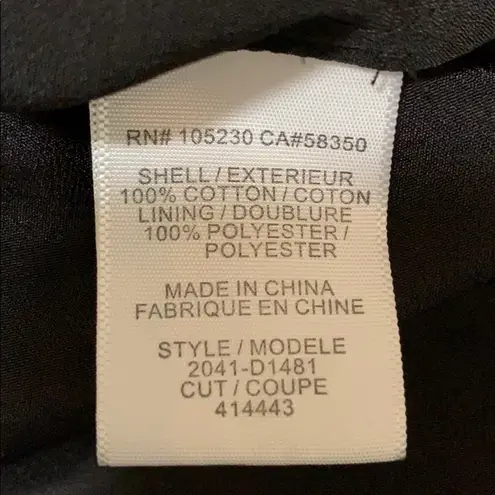 RN# 105230 CA#58350
SHELL / EXTERIEUR
100% COTTON / COTON
LINING / DOUBLURE
100% POLYESTER /
POLYESTER
MADE IN CHINA
FABRIQUE EN CHINE
STYLE / MODELE
2041-D1481
CUT / COUPE
414443